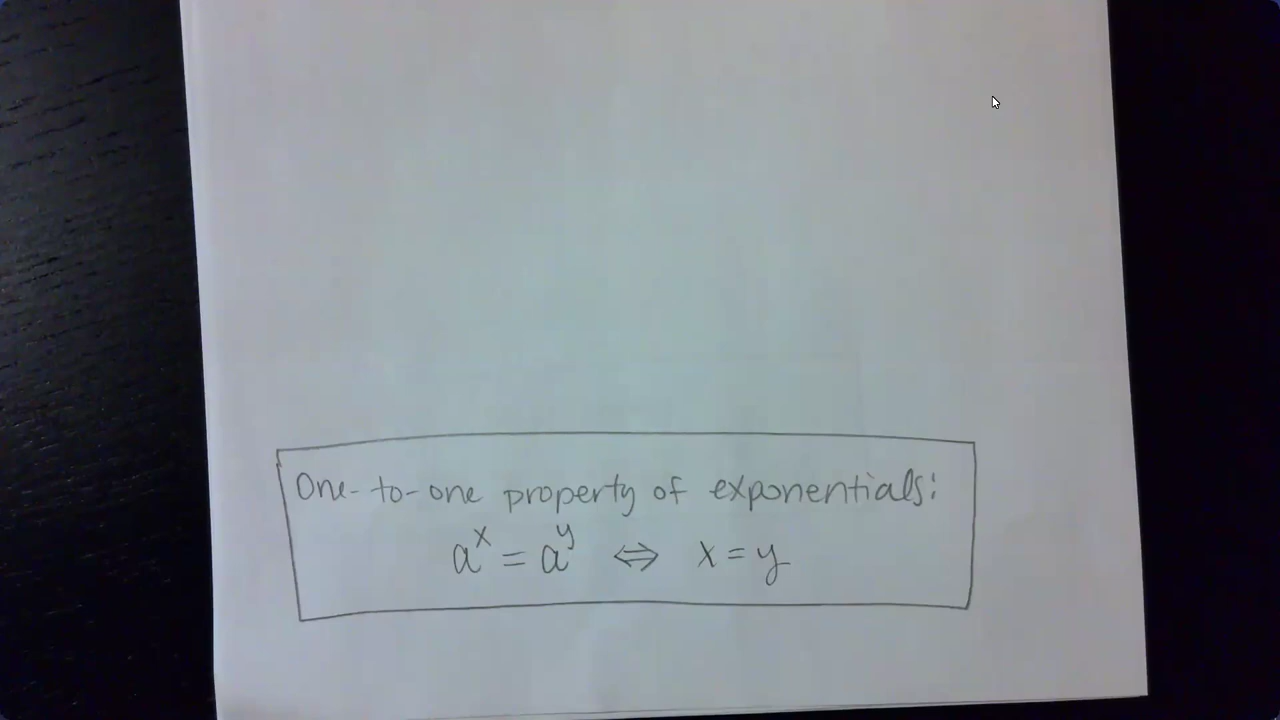 One-to-one property of exponentials:
a^x = a^y ⇔ x = y